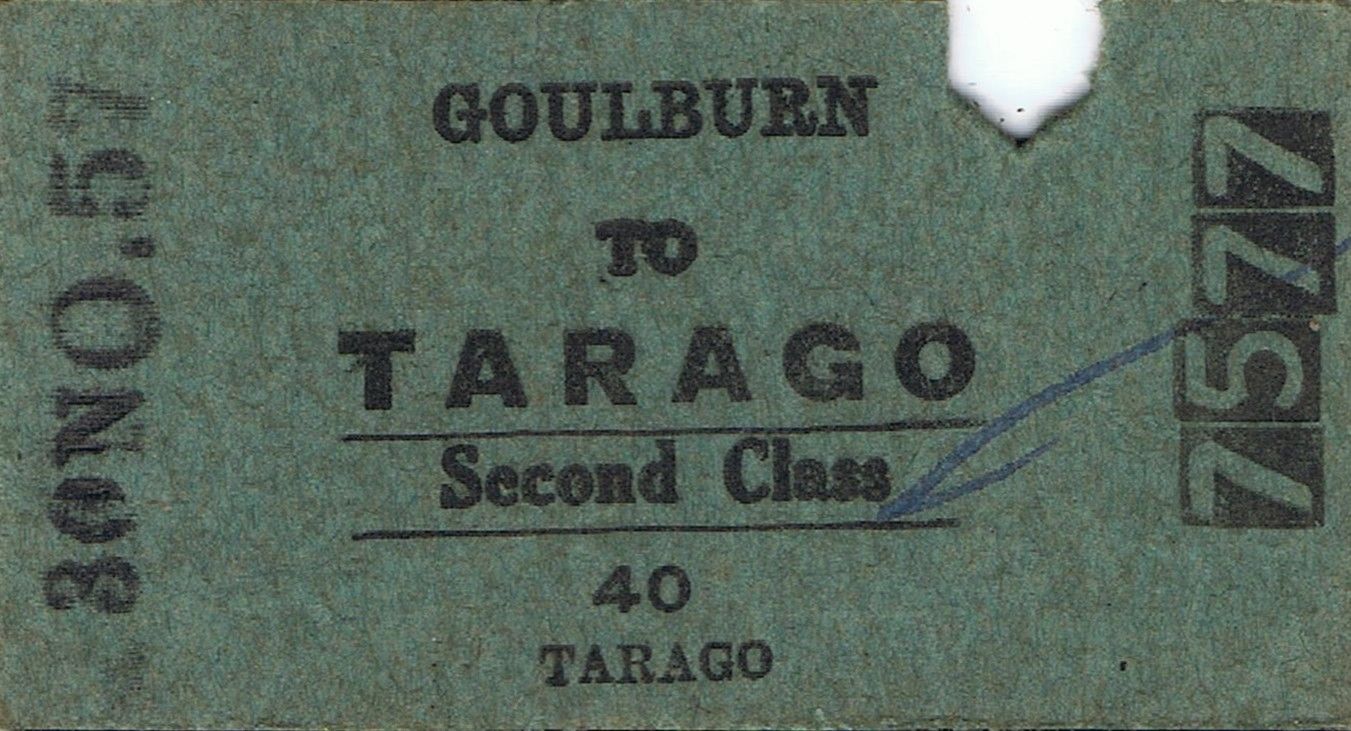 30NO.57
GOULBURN
TO
TARAGO
Second Class
40
TARAGO
7577